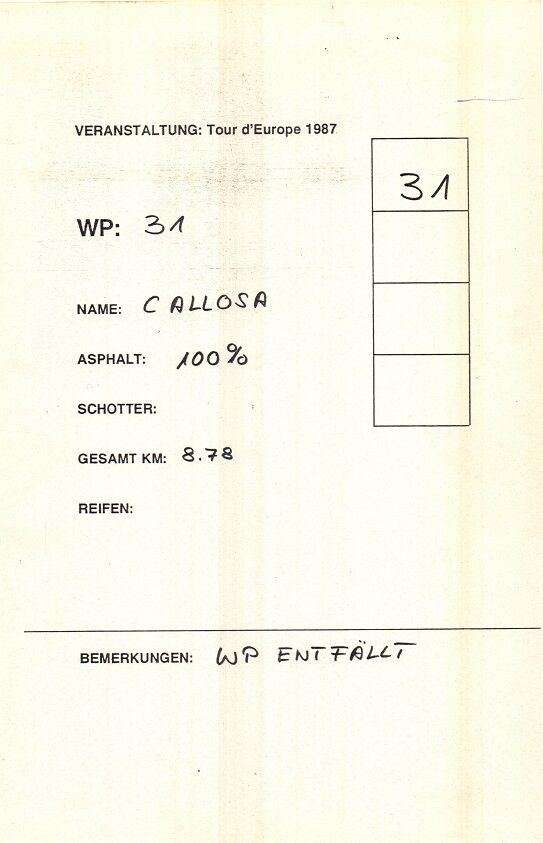 VERANSTALTUNG: Tour d'Europe 1987
31
WP: 31
NAME: CALLOSA
ASPHALT: 100%
SCHOTTER:
GESAMT KM: 8.78
REIFEN:
BEMERKUNGEN: WP ENTFÄLLT